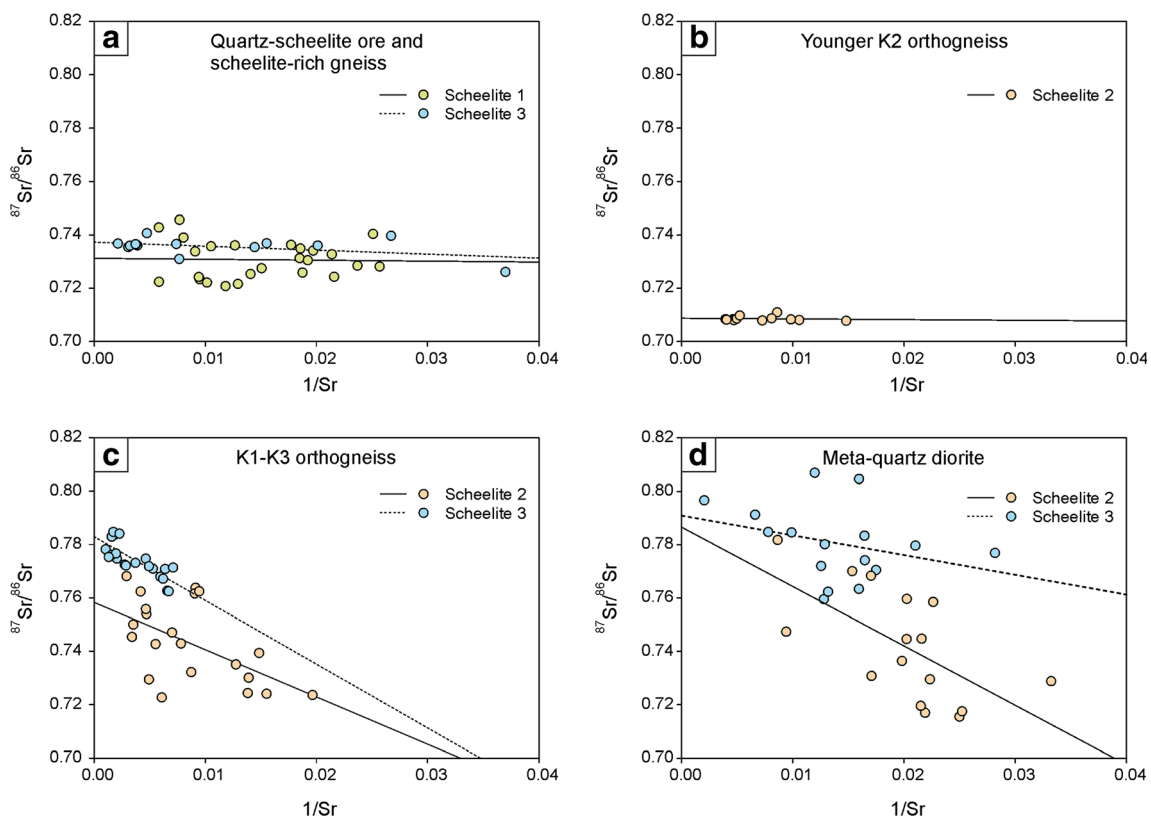 a
Quartz-scheelite ore and
scheelite-rich gneiss
Scheelite 1
Scheelite 3
0.82
0.80
0.78
0.76
0.74
0.72
0.70
87Sr/86Sr
0.00 0.01 0.02 0.03 0.04
1/Sr
b
Younger K2 orthogneiss
Scheelite 2
0.82
0.80
0.78
0.76
0.74
0.72
0.70
87Sr/86Sr
0.00 0.01 0.02 0.03 0.04
1/Sr
c
K1-K3 orthogneiss
Scheelite 2
Scheelite 3
0.82
0.80
0.78
0.76
0.74
0.72
0.70
87Sr/86Sr
0.00 0.01 0.02 0.03 0.04
1/Sr
d
Meta-quartz diorite
Scheelite 2
Scheelite 3
0.82
0.80
0.78
0.76
0.74
0.72
0.70
87Sr/86Sr
0.00 0.01 0.02 0.03 0.04
1/Sr